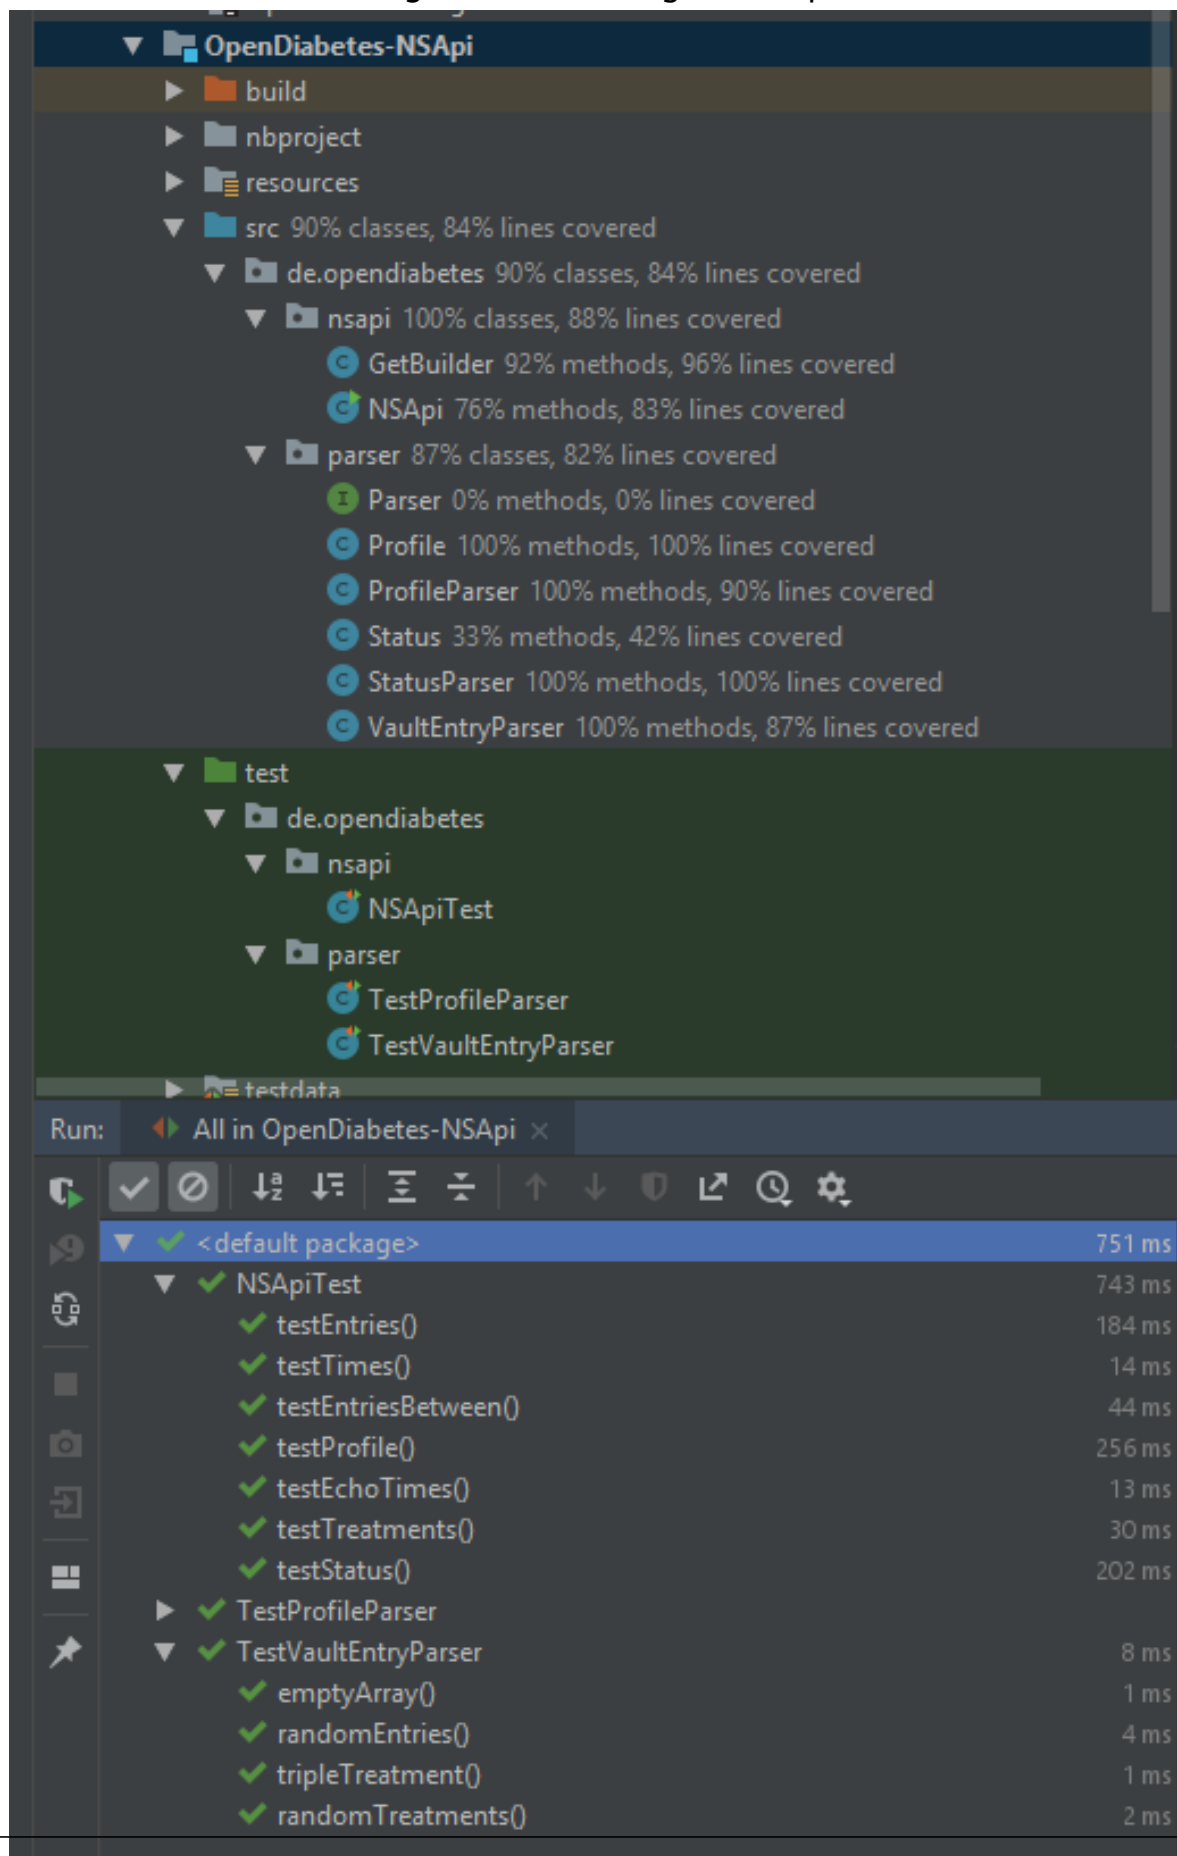 OpenDiabetes-NSApi
build
nbproject
resources
src 90% classes, 84% lines covered
de.opendiabetes 90% classes, 84% lines covered
nsapi 100% classes, 88% lines covered
GetBuilder 92% methods, 96% lines covered
NSApi 76% methods, 83% lines covered
parser 87% classes, 82% lines covered
Parser 0% methods, 0% lines covered
Profile 100% methods, 100% lines covered
ProfileParser 100% methods, 90% lines covered
Status 33% methods, 42% lines covered
StatusParser 100% methods, 100% lines covered
VaultEntryParser 100% methods, 87% lines covered
test
de.opendiabetes
nsapi
NSApiTest
parser
TestProfileParser
TestVaultEntryParser
testdata
Run: All in OpenDiabetes-NSApi
<default package> 751 ms
NSApiTest 743 ms
testEntries() 184 ms
testTimes() 14 ms
testEntriesBetween() 44 ms
testProfile() 256 ms
testEchoTimes() 13 ms
testTreatments() 30 ms
testStatus() 202 ms
TestProfileParser
TestVaultEntryParser 8 ms
emptyArray() 1 ms
randomEntries() 4 ms
tripleTreatment() 1 ms
randomTreatments() 2 ms